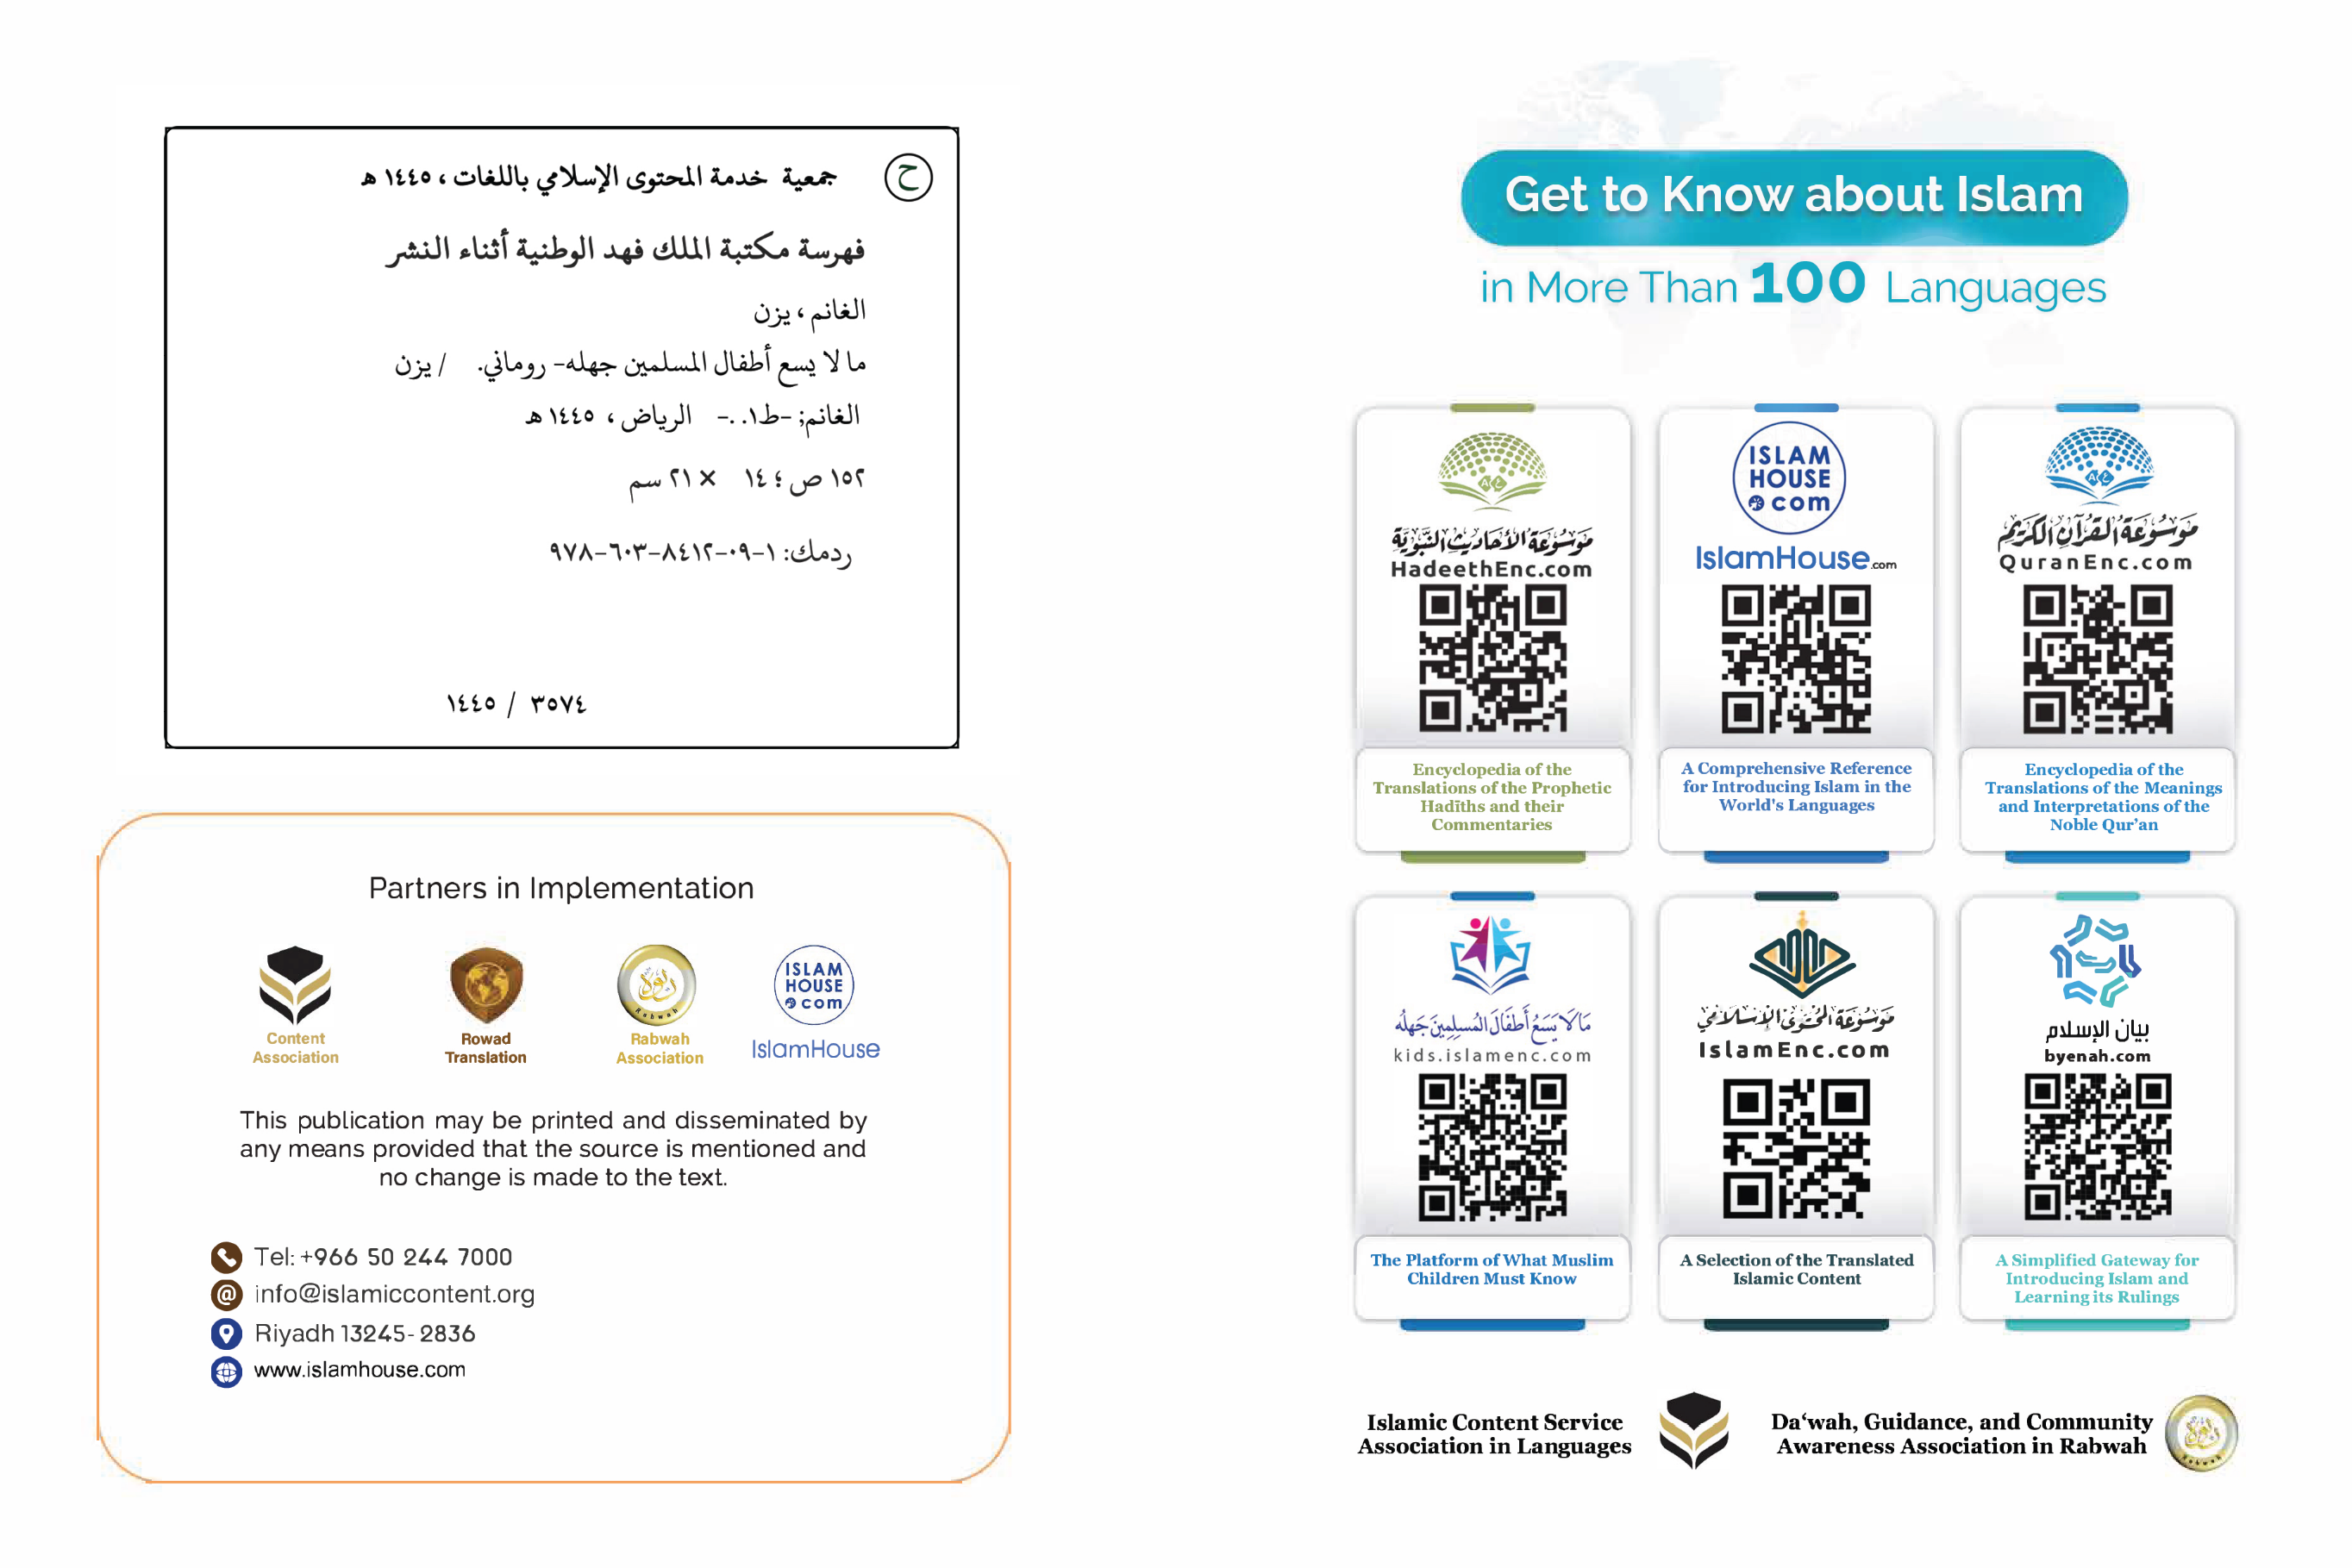 ح
جمعية خدمة المحتوى الإسلامي باللغات ، ١٤٤٥ هـ
فهرسة مكتبة الملك فهد الوطنية أثناء النشر
الغانم ، يزن
ما لا يسع أطفال المسلمين جهله- روماني. / يزن
الغانم; -ط١. .- الرياض ، ١٤٤٥ هـ
١٥٢ ص ؛ ١٤ × ٢١ سم
ردمك: ١-٠٩-٨٤١٢-٦٠٣-٩٧٨
٣٥٧٤ / ١٤٤٥
Partners in Implementation
Content
Association
Rowad
Translation
Rabwah
Rabwah
Association
ISLAM
HOUSE
com
IslamHouse
This publication may be printed and disseminated by
any means provided that the source is mentioned and
no change is made to the text.
Tel: +966 50 244 7000
info@islamiccontent.org
Riyadh 13245- 2836
www.islamhouse.com
Get to Know about Islam
in More Than 100 Languages
موسوعة الأحاديث النبوية
HadeethEnc.com
Encyclopedia of the
Translations of the Prophetic
Hadīths and their
Commentaries
ISLAM
HOUSE
com
IslamHouse.com
A Comprehensive Reference
for Introducing Islam in the
World's Languages
موسوعة القرآن الكريم
QuranEnc.com
Encyclopedia of the
Translations of the Meanings
and Interpretations of the
Noble Qur’an
مَا لَا يَسَعُ أَطْفَالَ المُسلِمِينَ جَهلُه
kids.islamenc.com
The Platform of What Muslim
Children Must Know
موسوعة المحتوى الإسلامي
IslamEnc.com
A Selection of the Translated
Islamic Content
بيان الإسلام
byenah.com
A Simplified Gateway for
Introducing Islam and
Learning its Rulings
Islamic Content Service
Association in Languages
Da‘wah, Guidance, and Community
Awareness Association in Rabwah
Rabwah